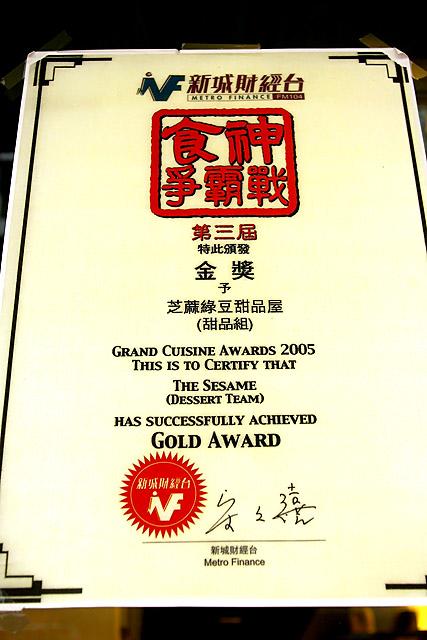 新城財經台
METRO FINANCE FM104
食神
爭霸戰
第三屆
特此頒發
金獎
予
芝蔴綠豆甜品屋
(甜品組)
GRAND CUISINE AWARDS 2005
THIS IS TO CERTIFY THAT
THE SESAME
(DESSERT TEAM)
HAS SUCCESSFULLY ACHIEVED
GOLD AWARD
新城財經台
新城財經台
Metro Finance